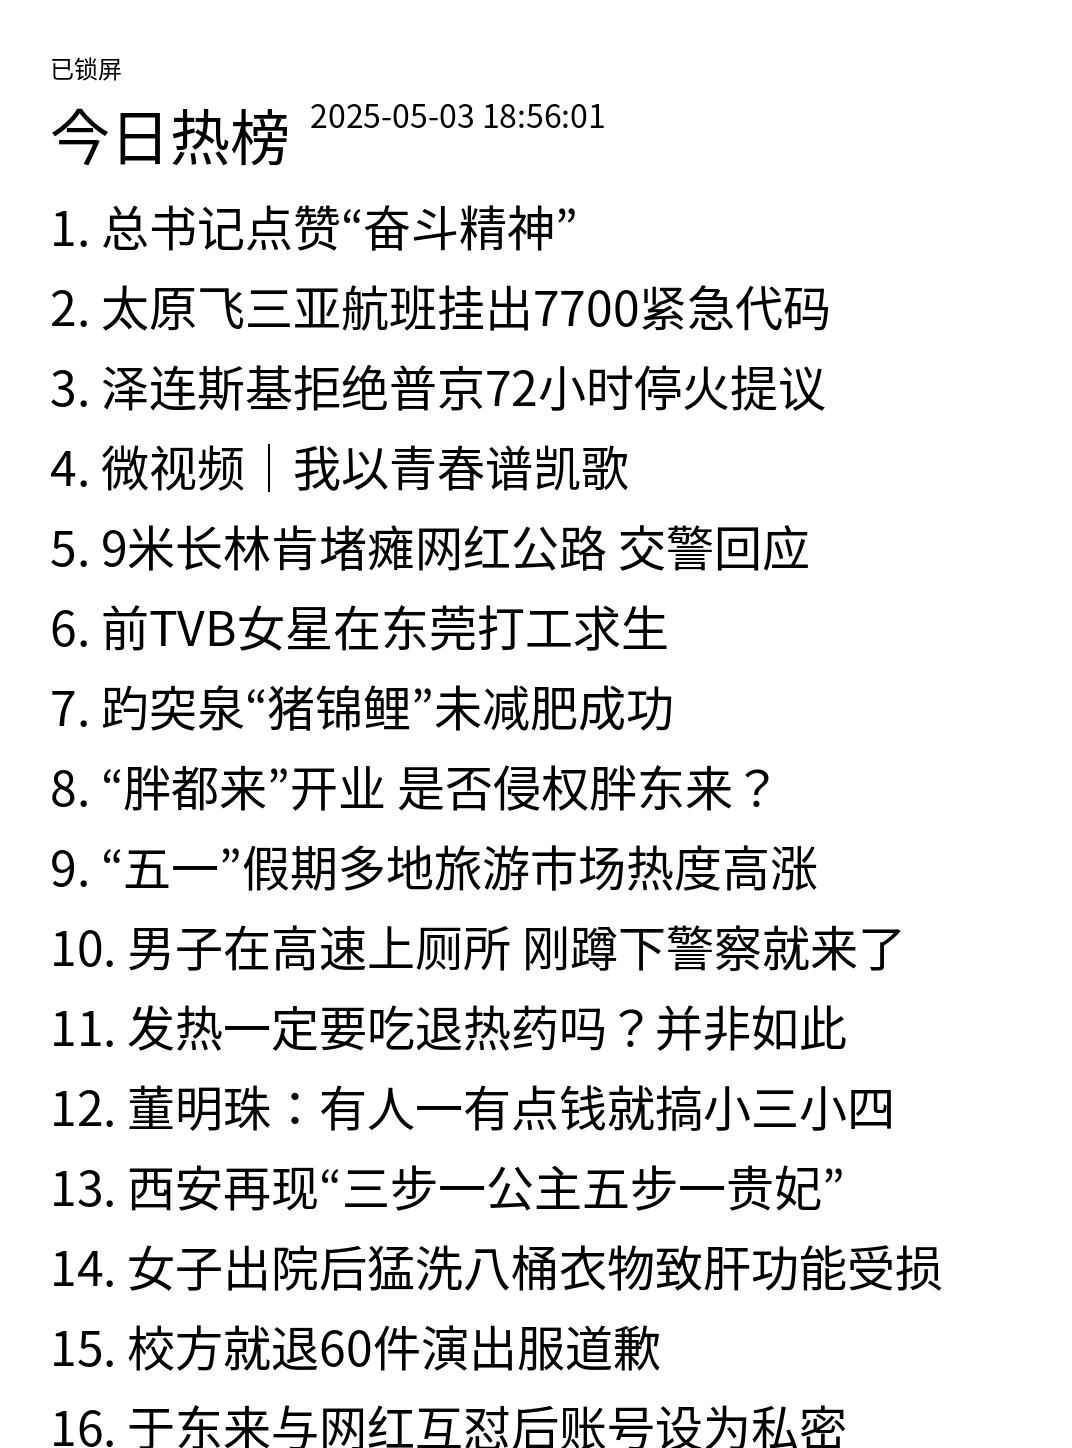 已锁屏
今日热榜 2025-05-03 18:56:01
1. 总书记点赞“奋斗精神”
2. 太原飞三亚航班挂出7700紧急代码
3. 泽连斯基拒绝普京72小时停火提议
4. 微视频｜我以青春谱凯歌
5. 9米长林肯堵瘫网红公路 交警回应
6. 前TVB女星在东莞打工求生
7. 趵突泉“猪锦鲤”未减肥成功
8. “胖都来”开业 是否侵权胖东来？
9. “五一”假期多地旅游市场热度高涨
10. 男子在高速上厕所 刚蹲下警察就来了
11. 发热一定要吃退热药吗？并非如此
12. 董明珠：有人一有点钱就搞小三小四
13. 西安再现“三步一公主五步一贵妃”
14. 女子出院后猛洗八桶衣物致肝功能受损
15. 校方就退60件演出服道歉
16. 于东来与网红互怼后账号设为私密